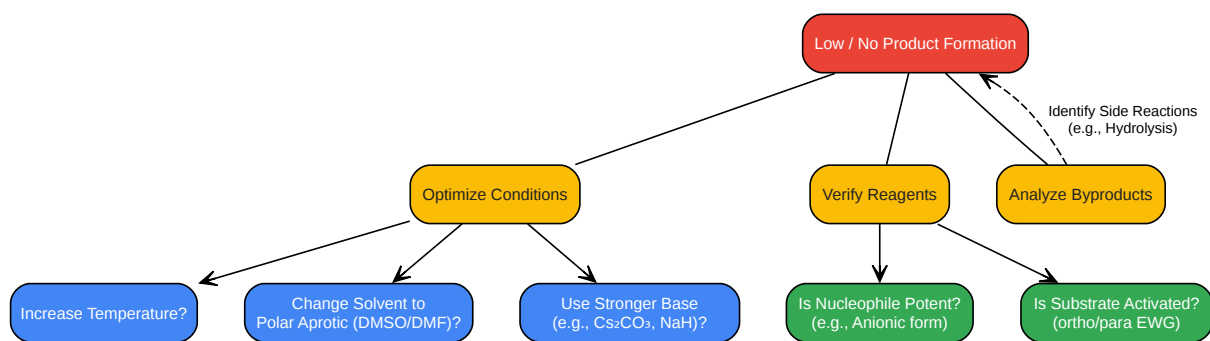 Low / No Product Formation
Identify Side Reactions
(e.g., Hydrolysis)
Optimize Conditions
Verify Reagents
Analyze Byproducts
Increase Temperature?
Change Solvent to
Polar Aprotic (DMSO/DMF)?
Use Stronger Base
(e.g., Cs₂CO₃, NaH)?
Is Nucleophile Potent?
(e.g., Anionic form)
Is Substrate Activated?
(ortho/para EWG)